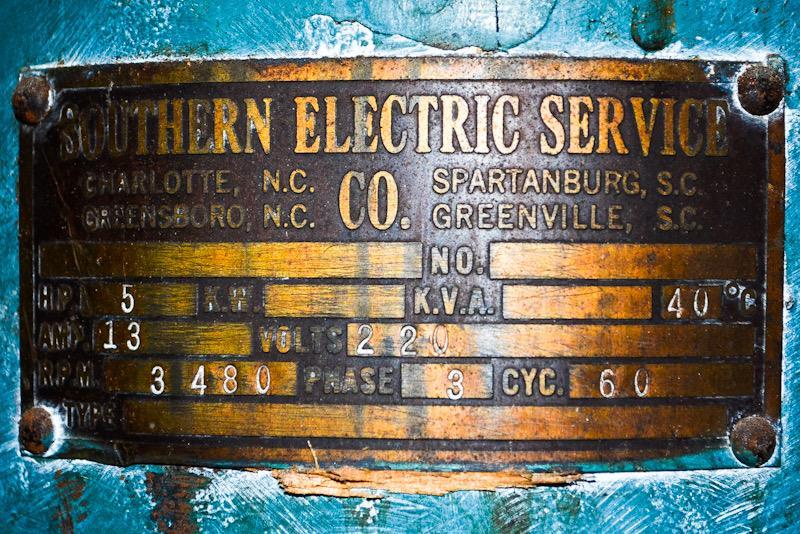 SOUTHERN ELECTRIC SERVICE
CHARLOTTE, N.C. CO. SPARTANBURG, S.C.
GREENSBORO, N.C. GREENVILLE, S.C.
NO.
H.P. 5 K.W. K.V.A. 40 °C
AMP. 13 VOLTS 220
R.P.M. 3480 PHASE 3 CYC. 60
TYPE